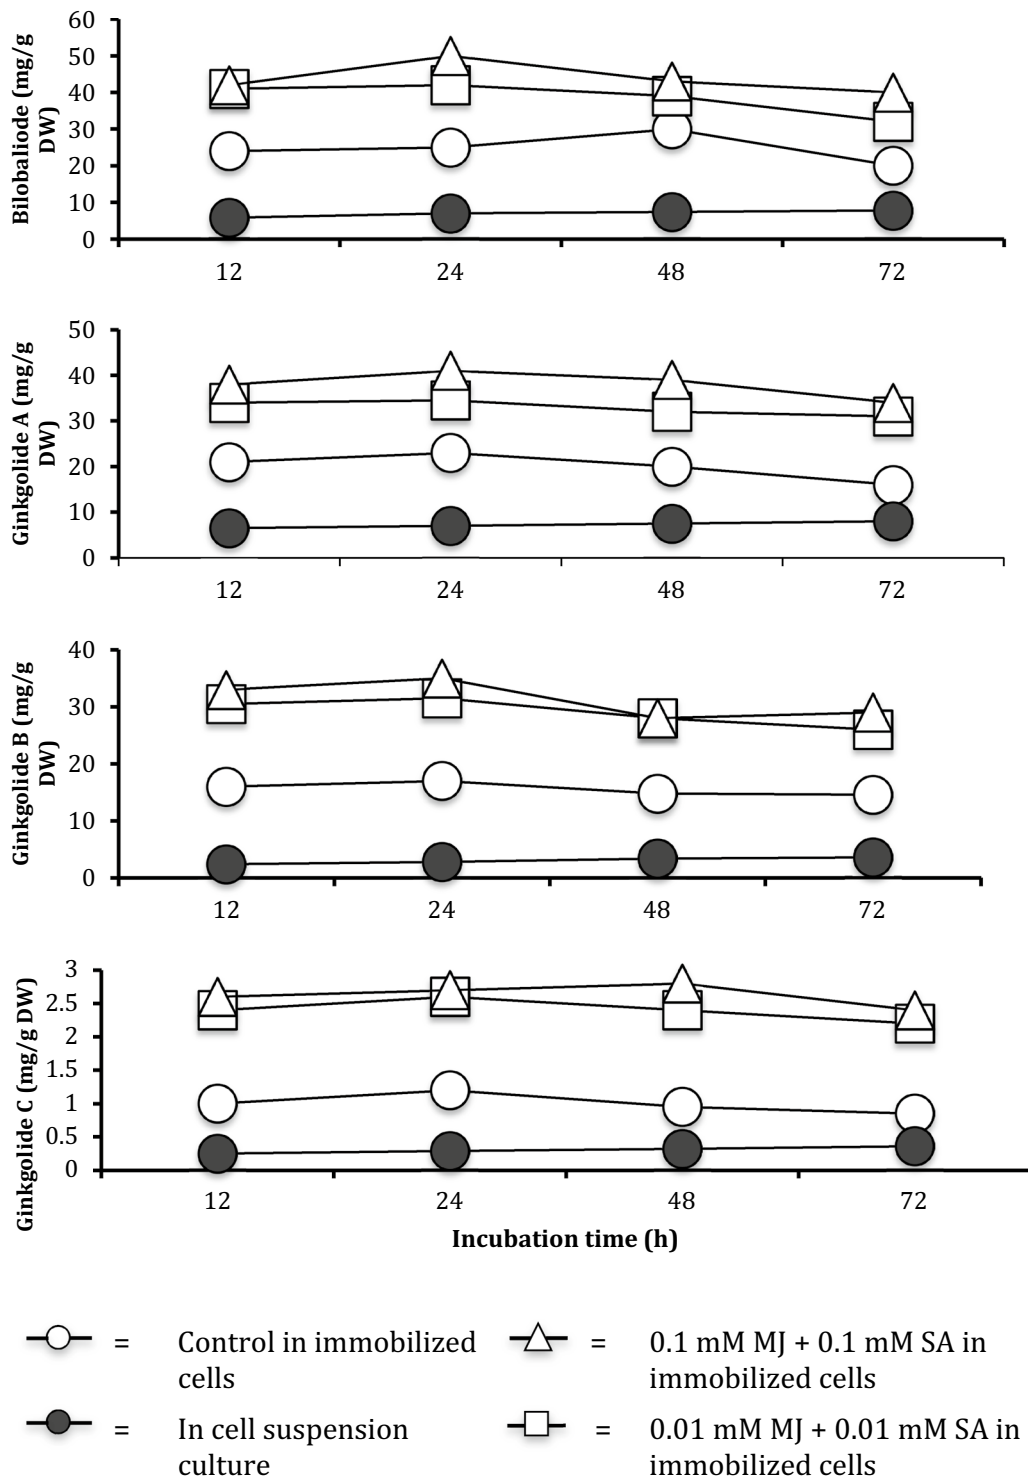 Bilobaliode (mg/g
DW)
60
50
40
30
20
10
0
12 24 48 72
Ginkgolide A (mg/g
DW)
50
40
30
20
10
0
12 24 48 72
Ginkgolide B (mg/g
DW)
40
30
20
10
0
12 24 48 72
Ginkgolide C (mg/g DW)
3
2.5
2
1.5
1
0.5
0
12 24 48 72
Incubation time (h)
= Control in immobilized
cells
= 0.1 mM MJ + 0.1 mM SA in
immobilized cells
= In cell suspension
culture
= 0.01 mM MJ + 0.01 mM SA in
immobilized cells